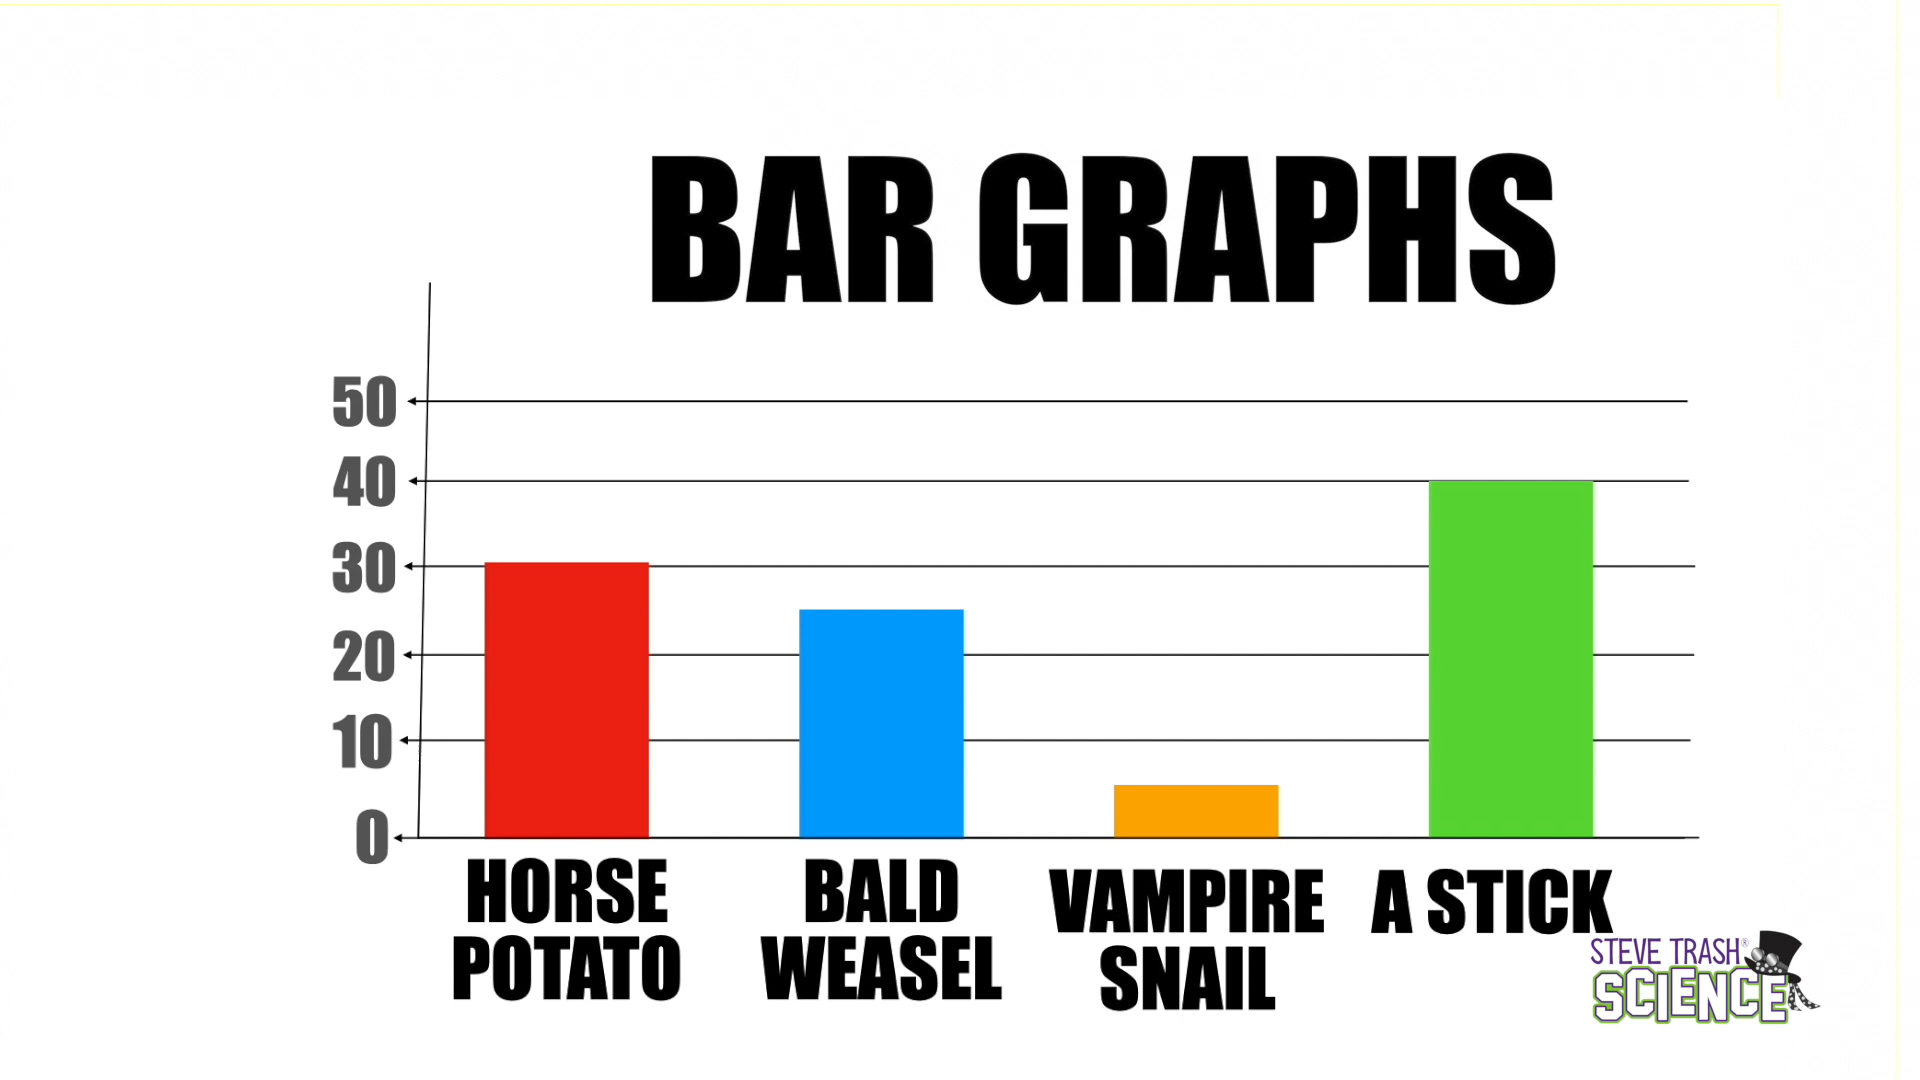 BAR GRAPHS
50
40
30
20
10
0
HORSE
POTATO
BALD
WEASEL
VAMPIRE
SNAIL
A STICK
STEVE TRASH®
SCIENCE